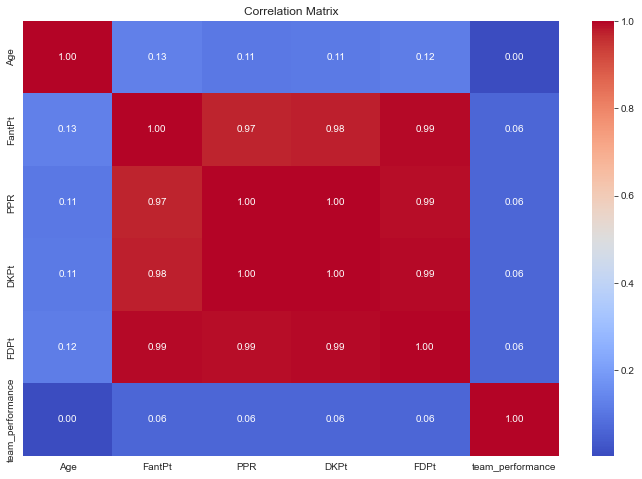 Correlation Matrix
Age 1.00 0.13 0.11 0.11 0.12 0.00
FantPt 0.13 1.00 0.97 0.98 0.99 0.06
PPR 0.11 0.97 1.00 1.00 0.99 0.06
DKPt 0.11 0.98 1.00 1.00 0.99 0.06
FDPt 0.12 0.99 0.99 0.99 1.00 0.06
team_performance 0.00 0.06 0.06 0.06 0.06 1.00
Age FantPt PPR DKPt FDPt team_performance
1.0
0.8
0.6
0.4
0.2